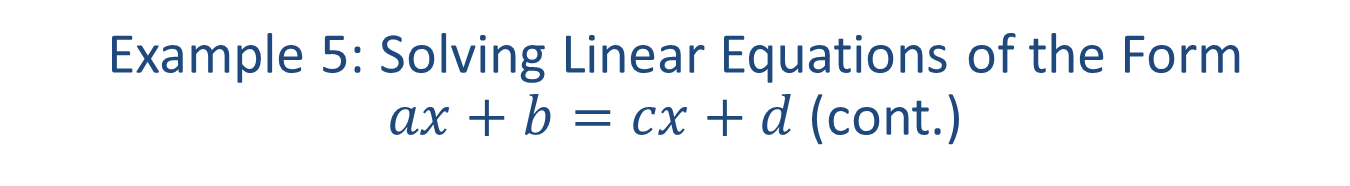 Example 5: Solving Linear Equations of the Form
ax + b = cx + d (cont.)